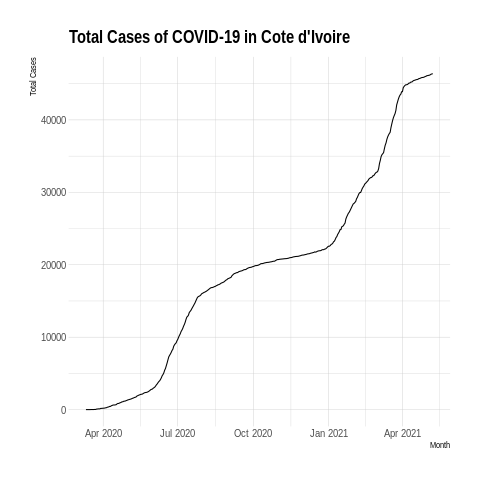 Total Cases of COVID-19 in Cote d'Ivoire
Total Cases
40000
30000
20000
10000
0
Apr 2020 Jul 2020 Oct 2020 Jan 2021 Apr 2021
Month